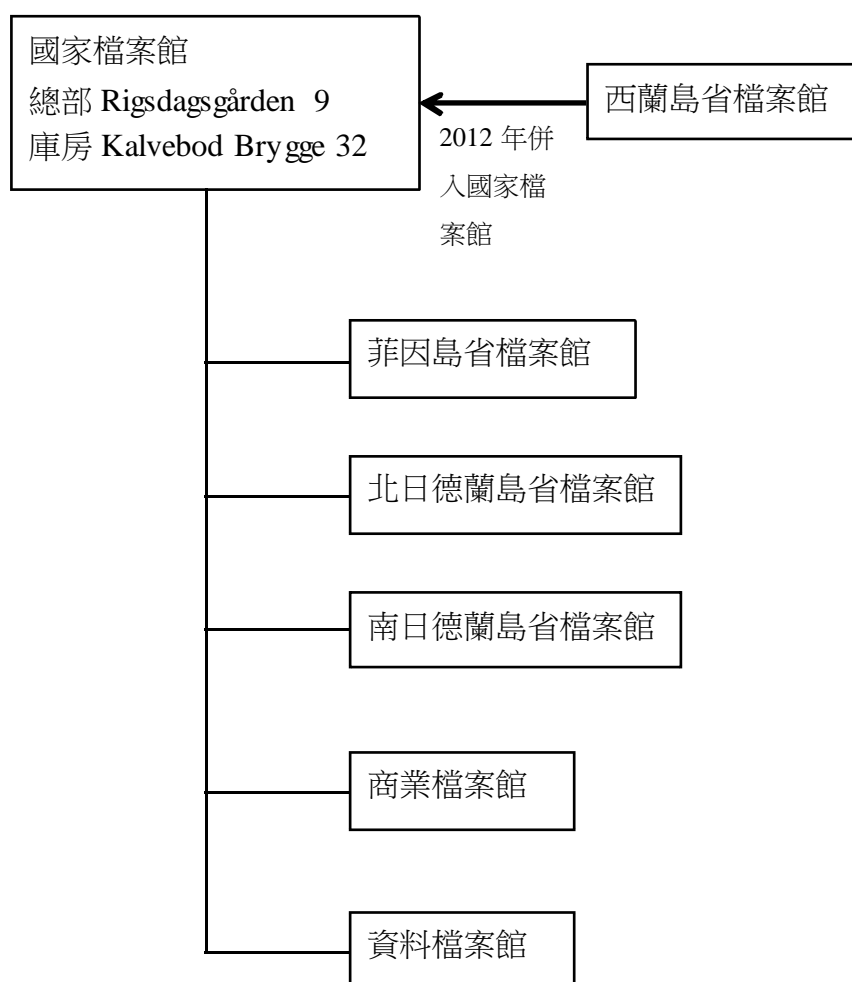 國家檔案館
總部 Rigsdagsgården 9
庫房 Kalvebod Brygge 32
西蘭島省檔案館
2012 年併
入國家檔
案館
菲因島省檔案館
北日德蘭島省檔案館
南日德蘭島省檔案館
商業檔案館
資料檔案館